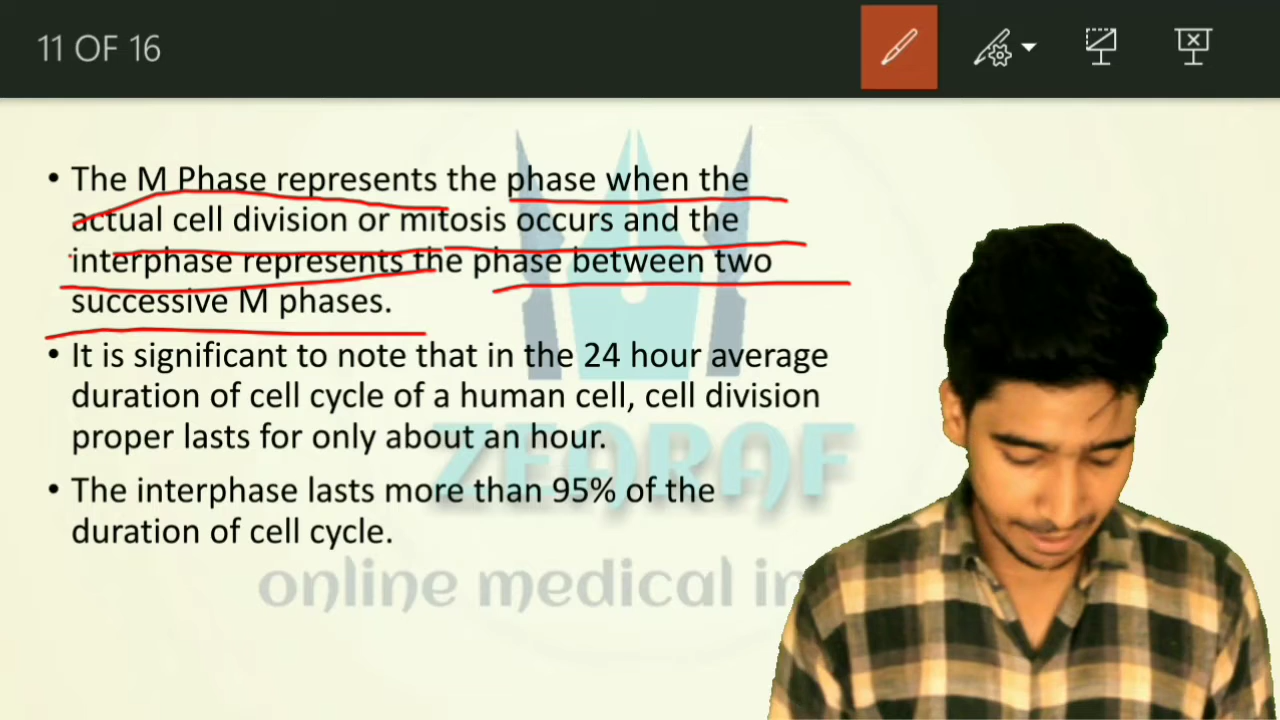 11 OF 16
• The M Phase represents the phase when the
actual cell division or mitosis occurs and the
interphase represents the phase between two
successive M phases.
• It is significant to note that in the 24 hour average
duration of cell cycle of a human cell, cell division
proper lasts for only about an hour.
• The interphase lasts more than 95% of the
duration of cell cycle.
ZEARAF
online medical in